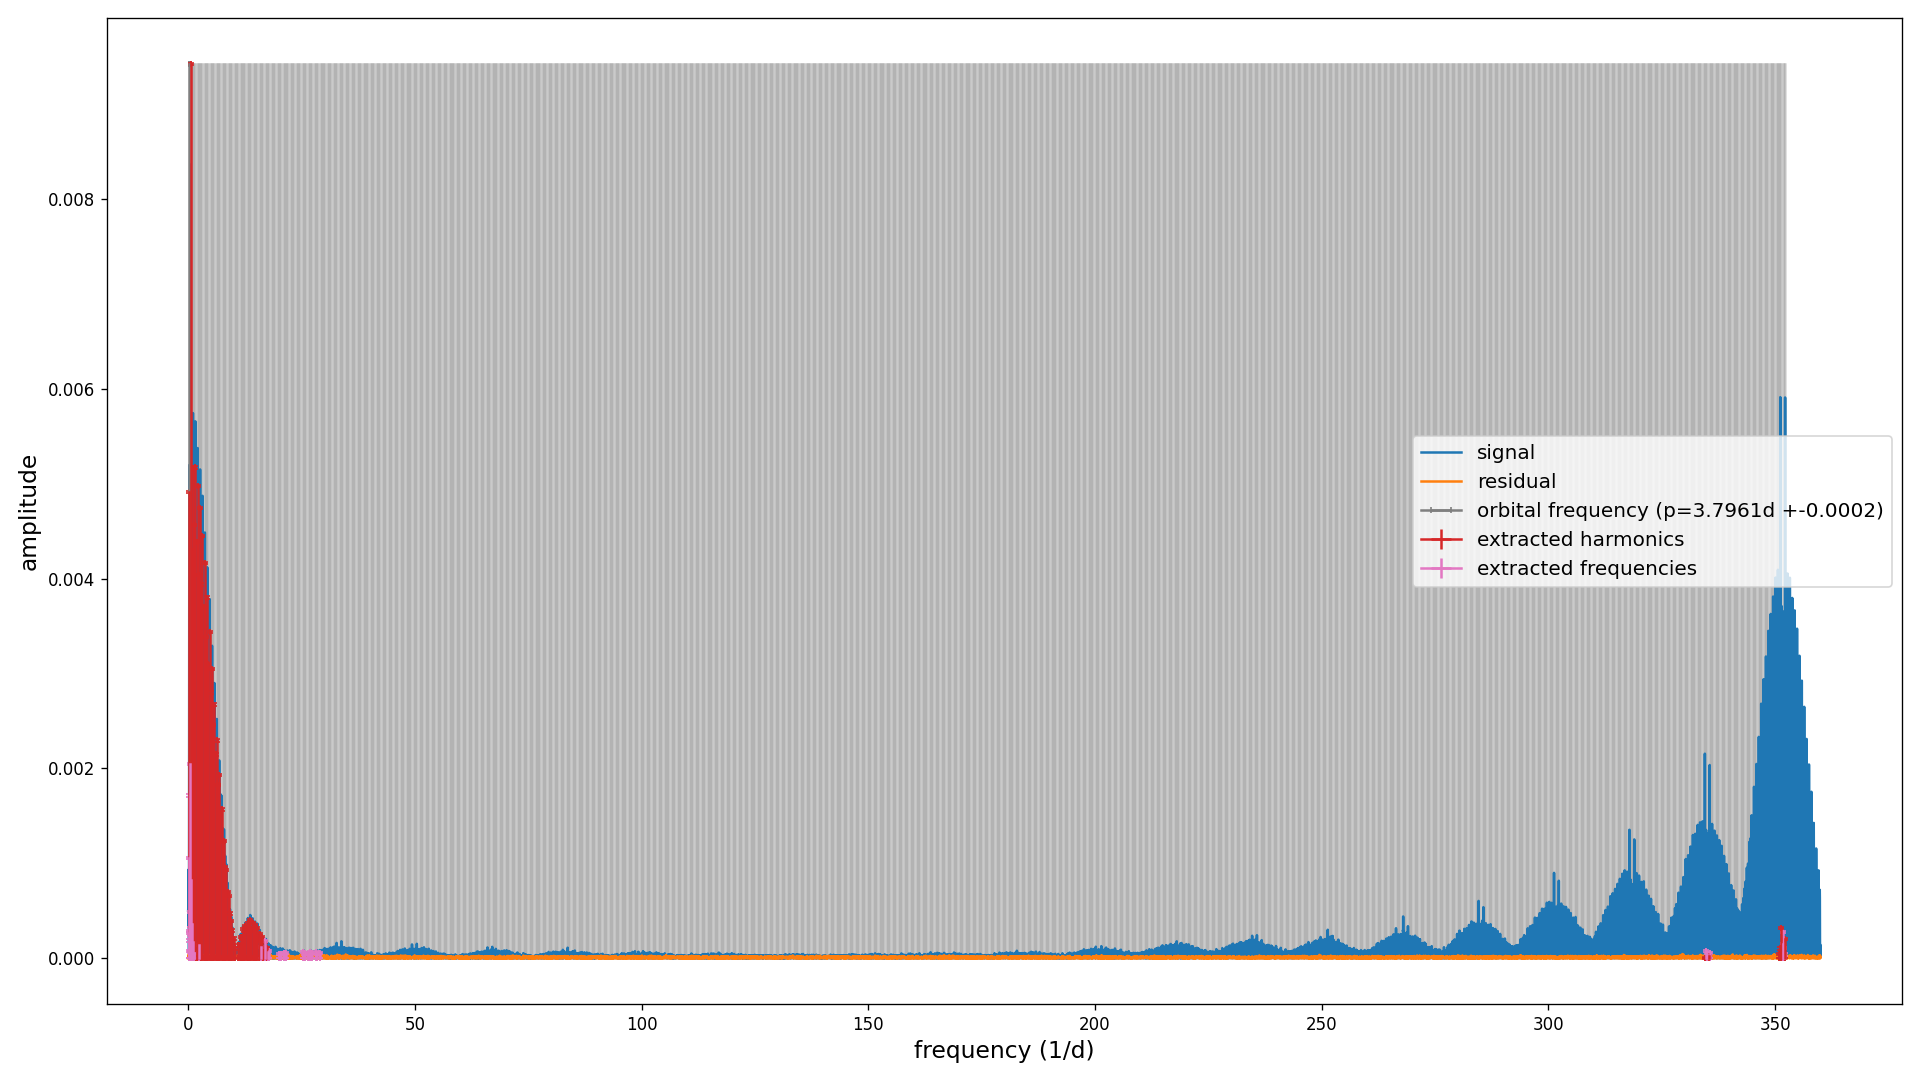 amplitude
0.008
0.006
0.004
0.002
0.000
signal
residual
orbital frequency (p=3.7961d +-0.0002)
extracted harmonics
extracted frequencies
0 50 100 150 200 250 300 350
frequency (1/d)